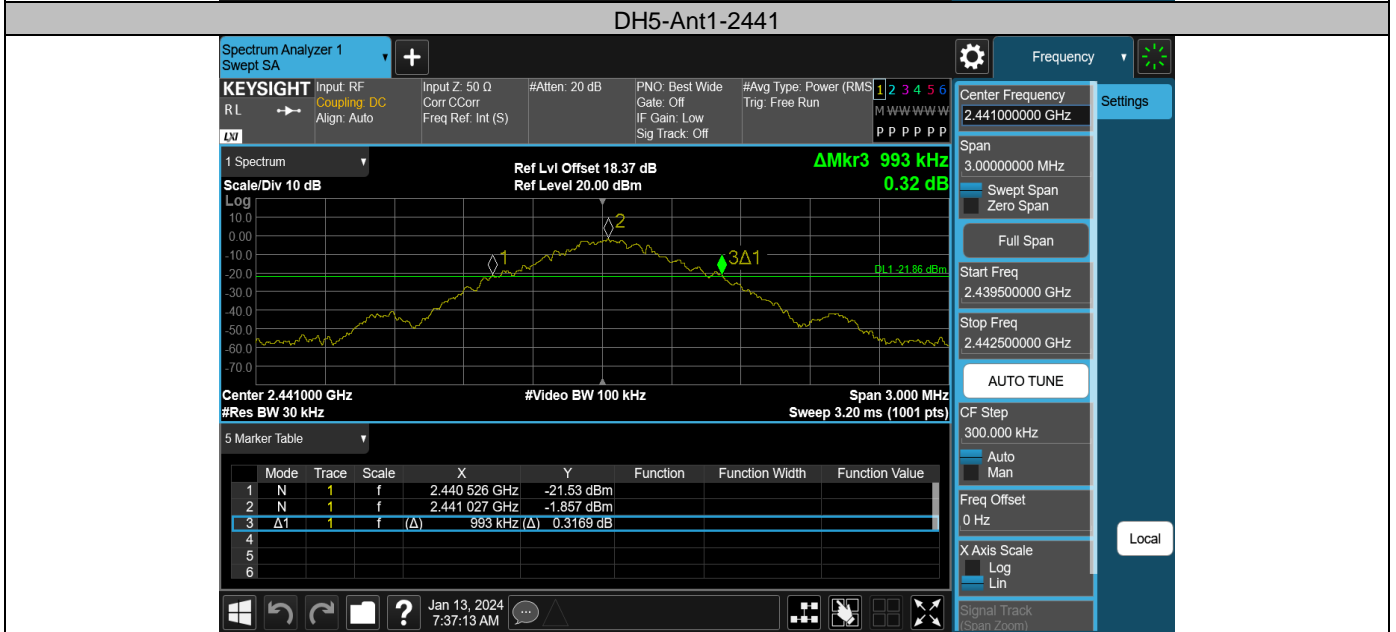 DH5-Ant1-2441
Spectrum Analyzer 1
Swept SA
+
Frequency
KEYSIGHT
RL
LXI
Input: RF
Coupling: DC
Align: Auto
Input Z: 50 Ω
Corr CCorr
Freq Ref: Int (S)
#Atten: 20 dB
PNO: Best Wide
Gate: Off
IF Gain: Low
Sig Track: Off
#Avg Type: Power (RMS
Trig: Free Run
1 2 3 4 5 6
M W W W W W
P P P P P P
1 Spectrum
Scale/Div 10 dB
Log
Ref Lvl Offset 18.37 dB
Ref Level 20.00 dBm
ΔMkr3 993 kHz
0.32 dB
10.0
0.00
-10.0
-20.0
-30.0
-40.0
-50.0
-60.0
-70.0
1
2
3Δ1
DL1 -21.86 dBm
Center 2.441000 GHz
#Video BW 100 kHz
Span 3.000 MHz
#Res BW 30 kHz
Sweep 3.20 ms (1001 pts)
5 Marker Table
Mode Trace Scale X Y Function Function Width Function Value
1 N 1 f 2.440 526 GHz -21.53 dBm
2 N 1 f 2.441 027 GHz -1.857 dBm
3 Δ1 1 f (Δ) 993 kHz (Δ) 0.3169 dB
4
5
6
Center Frequency
2.441000000 GHz
Settings
Span
3.00000000 MHz
Swept Span
Zero Span
Full Span
Start Freq
2.439500000 GHz
Stop Freq
2.442500000 GHz
AUTO TUNE
CF Step
300.000 kHz
Auto
Man
Freq Offset
0 Hz
X Axis Scale
Log
Lin
Signal Track
(Span Zoom)
Local
?
Jan 13, 2024
7:37:13 AM